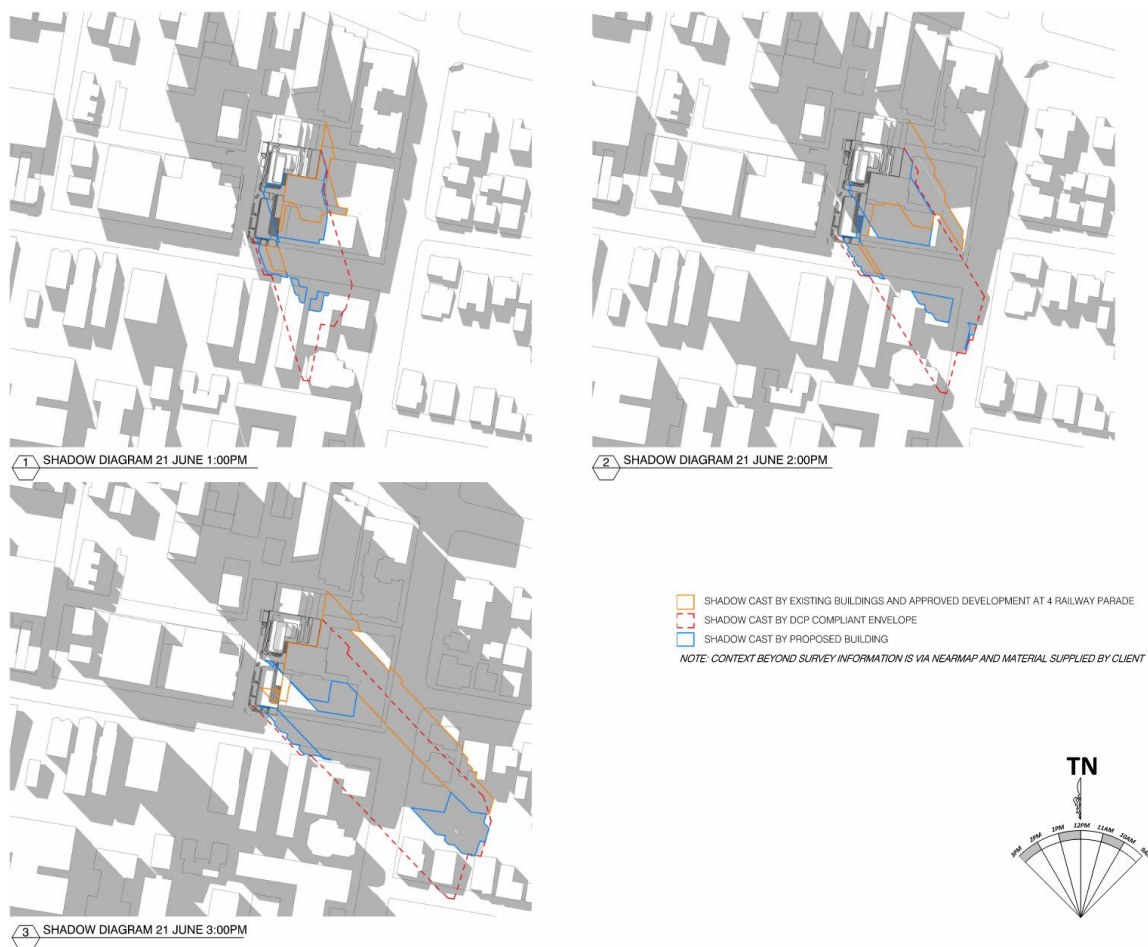 1 SHADOW DIAGRAM 21 JUNE 1:00PM
2 SHADOW DIAGRAM 21 JUNE 2:00PM
3 SHADOW DIAGRAM 21 JUNE 3:00PM
SHADOW CAST BY EXISTING BUILDINGS AND APPROVED DEVELOPMENT AT 4 RAILWAY PARADE
SHADOW CAST BY DCP COMPLIANT ENVELOPE
SHADOW CAST BY PROPOSED BUILDING
NOTE: CONTEXT BEYOND SURVEY INFORMATION IS VIA NEARMAP AND MATERIAL SUPPLIED BY CLIENT
TN
3PM 2PM 1PM 12PM 11AM 10AM